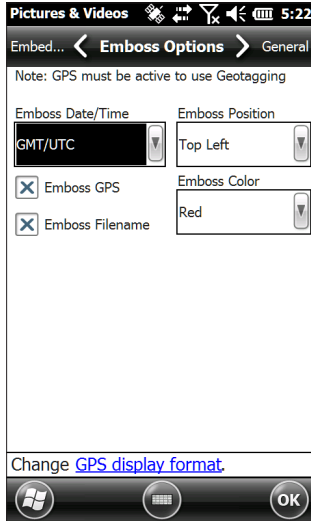 Pictures & Videos 5:22
Embed... Emboss Options General
Note: GPS must be active to use Geotagging
Emboss Date/Time Emboss Position
GMT/UTC Top Left
Emboss GPS Emboss Color
Emboss Filename Red
Change GPS display format.
OK